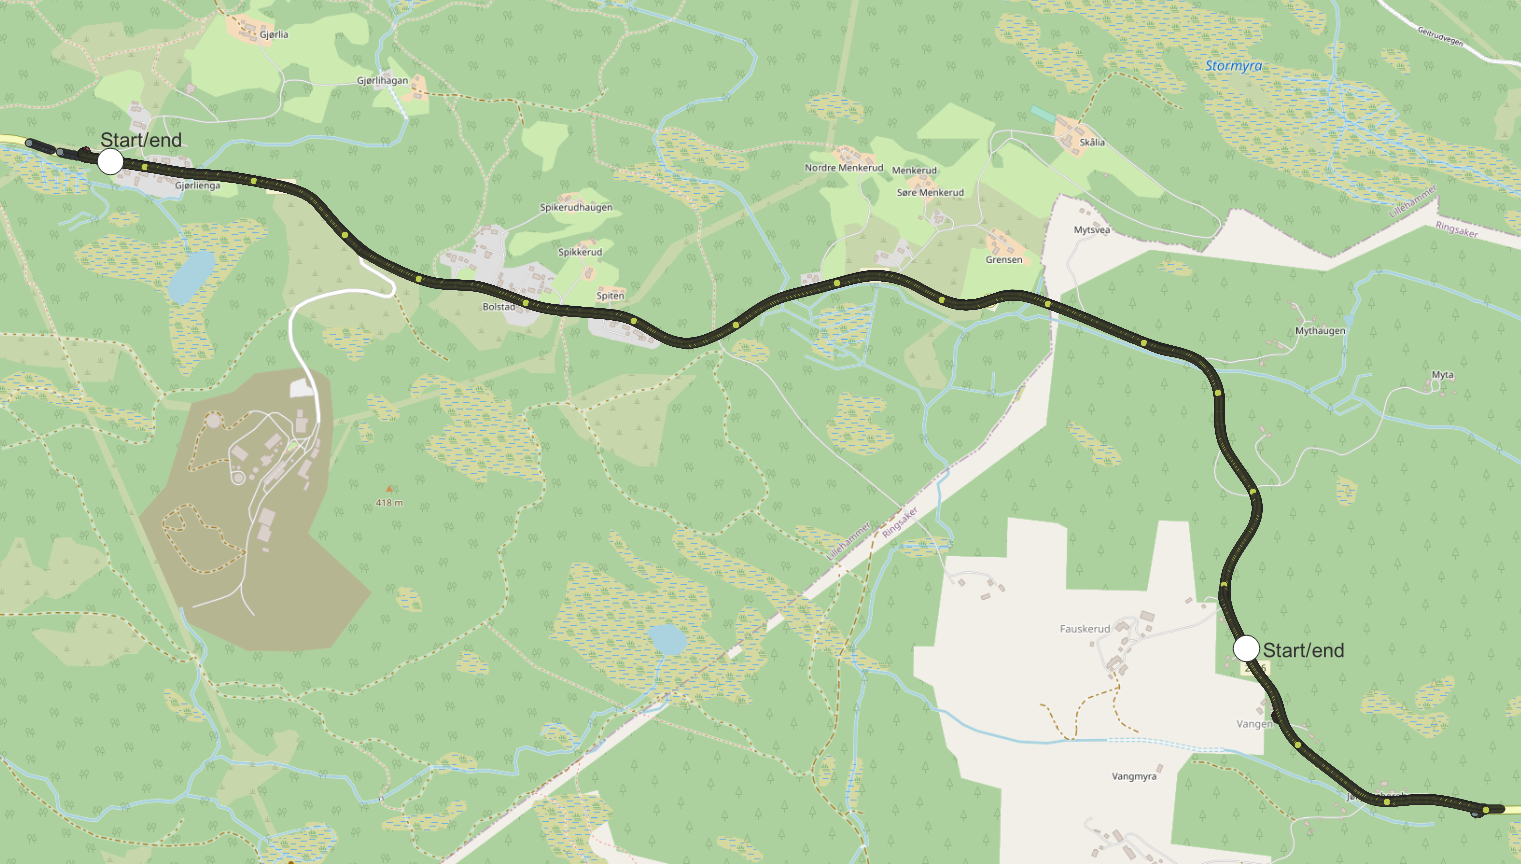 Gjørlia
Geitrudvegen
Stormyra
Gjørlihagan
Start/end
Skålia
Nordre Menkerud
Menkerud
Gjørlienga
Søre Menkerud
Lillehammer
Spikerudhaugen
Ringsaker
Mytsvea
Spikkerud
Grensen
Spiten
Bolstad
Mythaugen
Myta
418 m
Lillehammer
Ringsaker
Fauskerud
Start/end
Vangen
Vangmyra